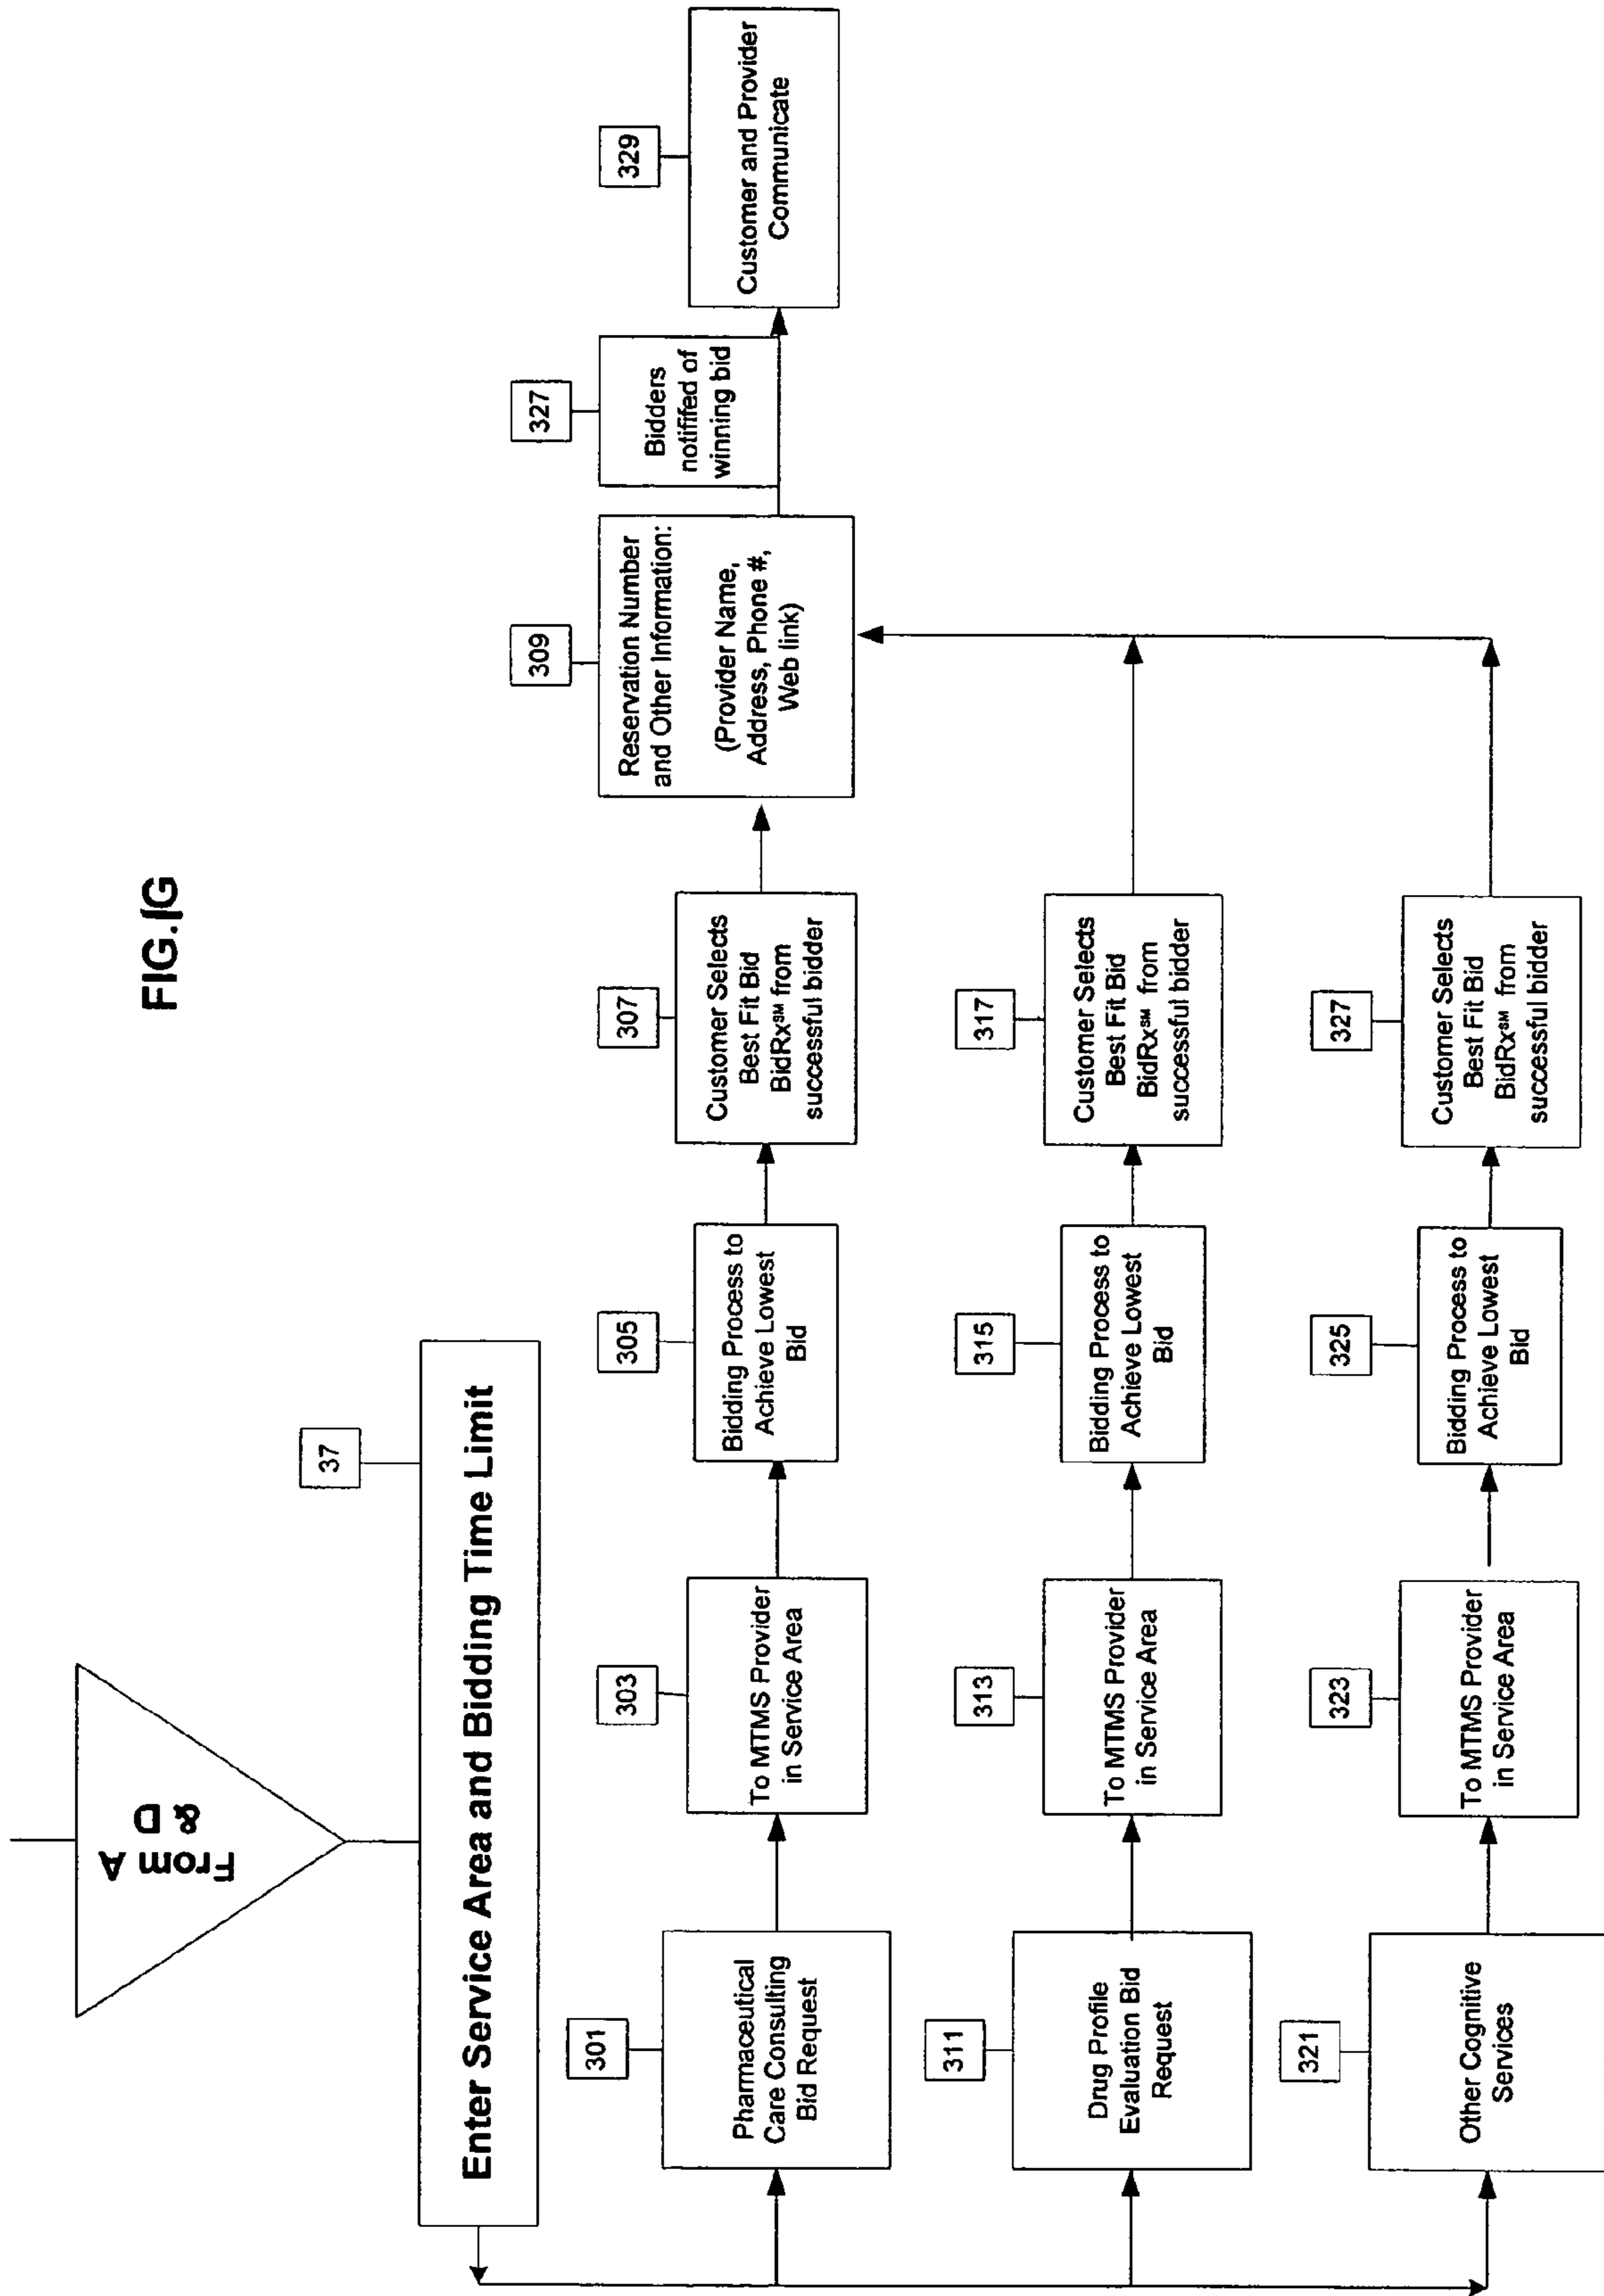 FIG.IG
From A
& D
37
Enter Service Area and Bidding Time Limit
301
Pharmaceutical
Care Consulting
Bid Request
303
To MTMS Provider
in Service Area
305
Bidding Process to
Achieve Lowest
Bid
307
Customer Selects
Best Fit Bid
BidRx℠ from
successful bidder
309
Reservation Number
and Other Information:
(Provider Name,
Address, Phone #,
Web link)
327
Bidders
notififed of
winning bid
329
Customer and Provider
Communicate
311
Drug Profile
Evaluation Bid
Request
313
To MTMS Provider
in Service Area
315
Bidding Process to
Achieve Lowest
Bid
317
Customer Selects
Best Fit Bid
BidRx℠ from
successful bidder
321
Other Cognitive
Services
323
To MTMS Provider
in Service Area
325
Bidding Process to
Achieve Lowest
Bid
327
Customer Selects
Best Fit Bid
BidRx℠ from
successful bidder